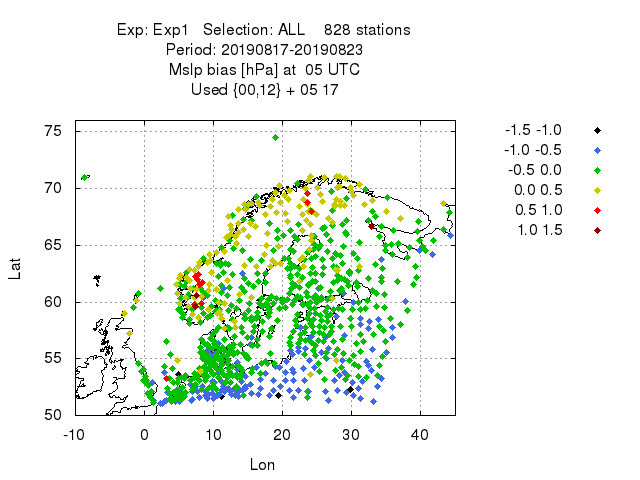 Exp: Exp1 Selection: ALL 828 stations
Period: 20190817-20190823
Mslp bias [hPa] at 05 UTC
Used {00,12} + 05 17
75
70
65
60
55
50
Lat
-10 0 10 20 30 40
Lon
-1.5 -1.0
-1.0 -0.5
-0.5 0.0
0.0 0.5
0.5 1.0
1.0 1.5